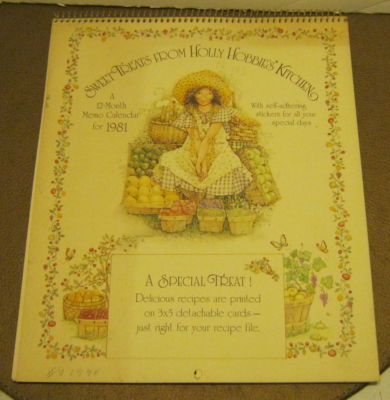 Sweet Treats from Holly Hobbie's Kitchen
A
12-Month
Memo Calendar
for 1981
With self-adhering
stickers for all your
special days
A Special Treat!
Delicious recipes are printed
on 3x5 detachable cards—
just right for your recipe file.